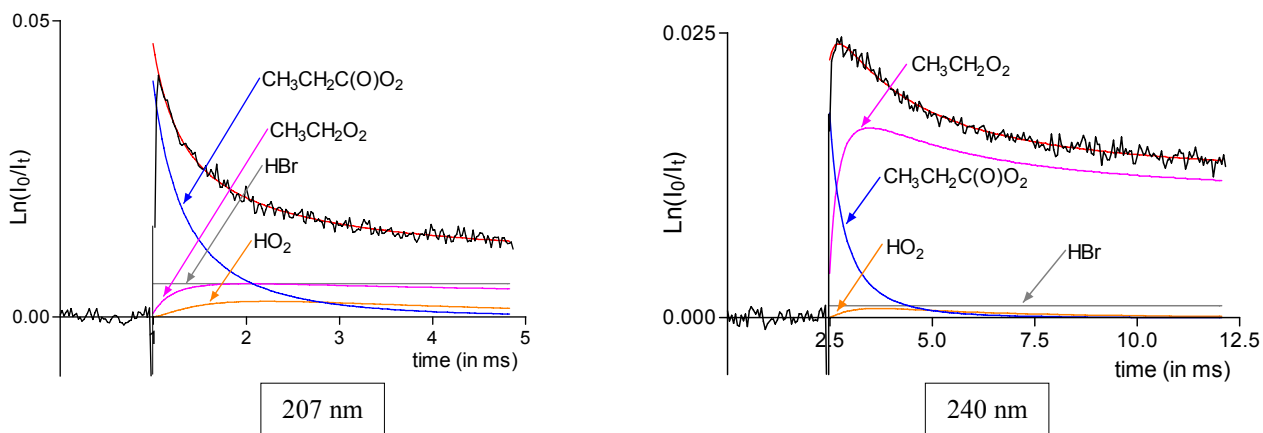 0.05
CH3CH2C(O)O2
CH3CH2O2
HBr
HO2
Ln(I0/It)
0.00
1 2 3 4 5
time (in ms)
207 nm
0.025
CH3CH2O2
CH3CH2C(O)O2
HO2
HBr
Ln(I0/It)
0.000
2.5 5.0 7.5 10.0 12.5
time (in ms)
240 nm